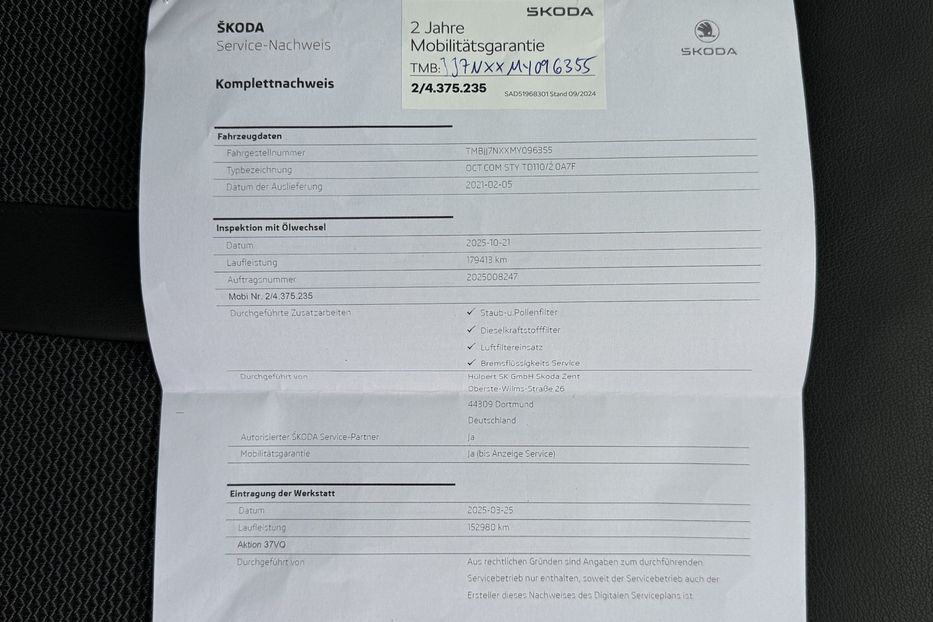 ŠKODA
Service-Nachweis
Komplettnachweis
ŠKODA
2 Jahre
Mobilitätsgarantie
TMB: JJ7NXXMY096355
2/4.375.235
SAD51968301 Stand 09/2024
ŠKODA
Fahrzeugdaten
Fahrgestellnummer TMBJJ7NXXMY096355
Typbezeichnung OCT.COM STY TD110/2.0A7F
Datum der Auslieferung 2021-02-05
Inspektion mit Ölwechsel
Datum 2025-10-21
Laufleistung 179413 km
Auftragsnummer 2025008247
Mobi Nr. 2/4.375.235
Durchgeführte Zusatzarbeiten ✓ Staub-u.Pollenfilter
✓ Dieselkraftstofffilter
✓ Luftfiltereinsatz
✓ Bremsflüssigkeits Service
Durchgeführt von Hülpert SK GmbH Skoda Zent
Oberste-Wilms-Straße 26
44309 Dortmund
Deutschland
Autorisierter ŠKODA Service-Partner Ja
Mobilitätsgarantie Ja (bis Anzeige Service)
Eintragung der Werkstatt
Datum 2025-03-25
Laufleistung 152980 km
Aktion 37VQ
Durchgeführt von Aus rechtlichen Gründen sind Angaben zum durchführenden
Servicebetrieb nur enthalten, soweit der Servicebetrieb auch der
Ersteller dieses Nachweises des Digitalen Serviceplans ist.